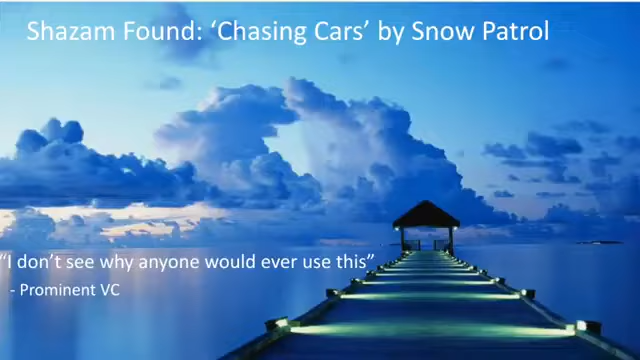 Shazam Found: ‘Chasing Cars’ by Snow Patrol
“I don’t see why anyone would ever use this”
- Prominent VC